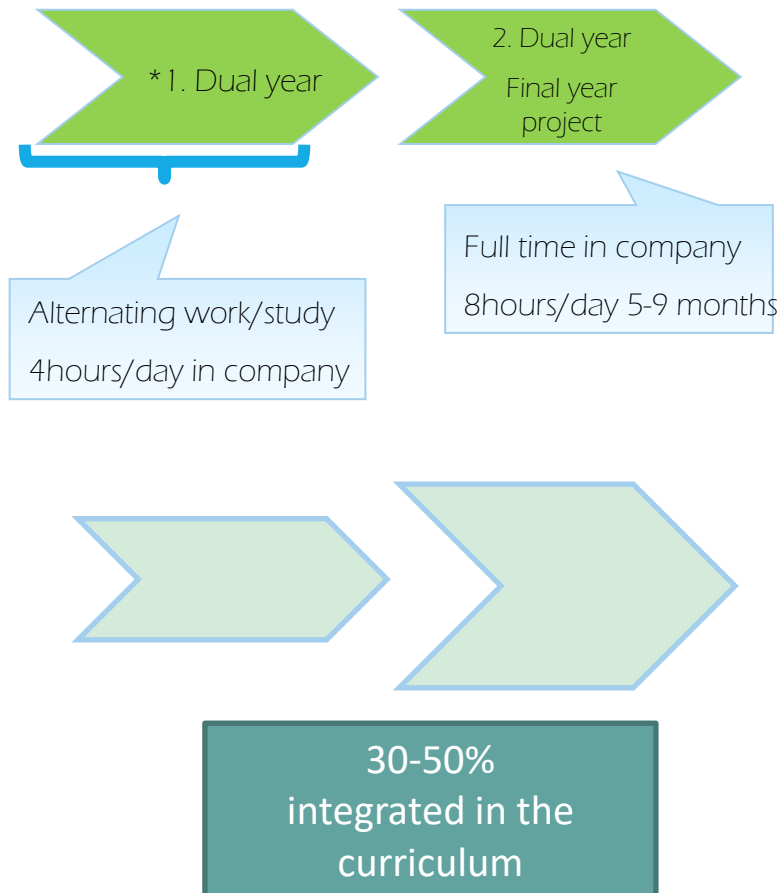 *1. Dual year
2. Dual year
Final year
project
Full time in company
8hours/day 5-9 months
Alternating work/study
4hours/day in company
30-50%
integrated in the
curriculum